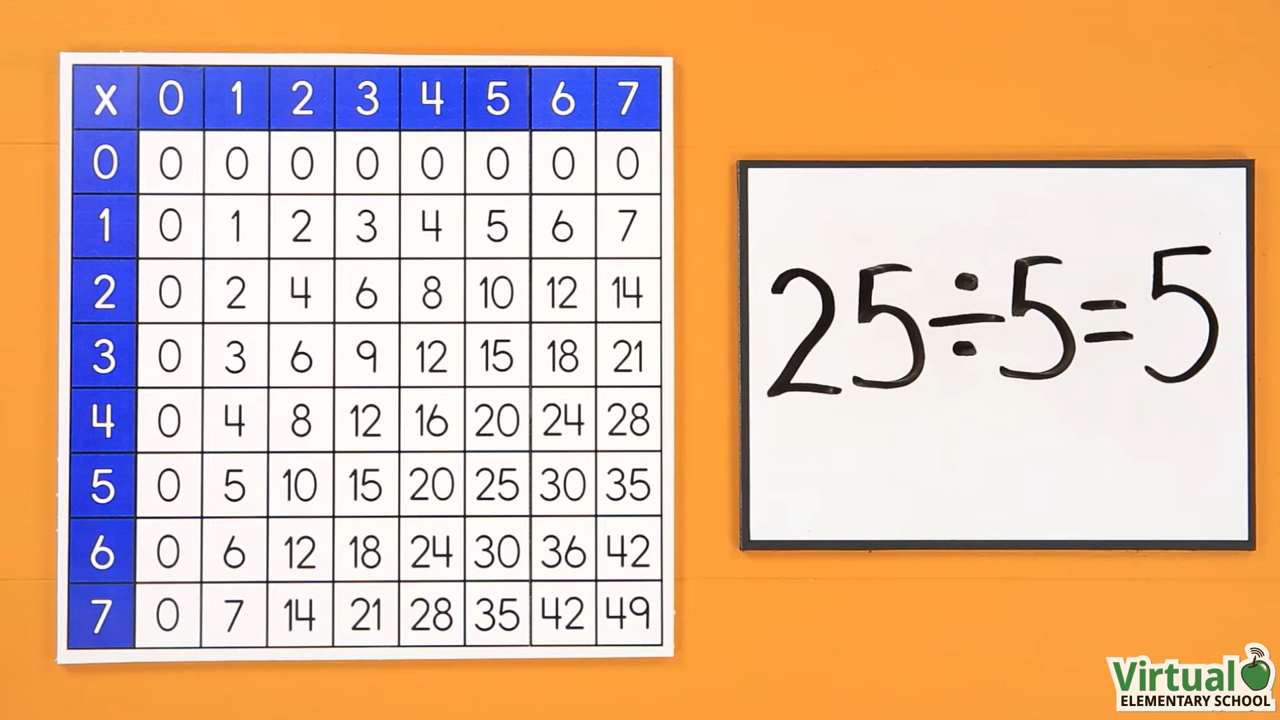 X 0 1 2 3 4 5 6 7
0 0 0 0 0 0 0 0 0
1 0 1 2 3 4 5 6 7
2 0 2 4 6 8 10 12 14
3 0 3 6 9 12 15 18 21
4 0 4 8 12 16 20 24 28
5 0 5 10 15 20 25 30 35
6 0 6 12 18 24 30 36 42
7 0 7 14 21 28 35 42 49
25÷5=5
Virtual
ELEMENTARY SCHOOL